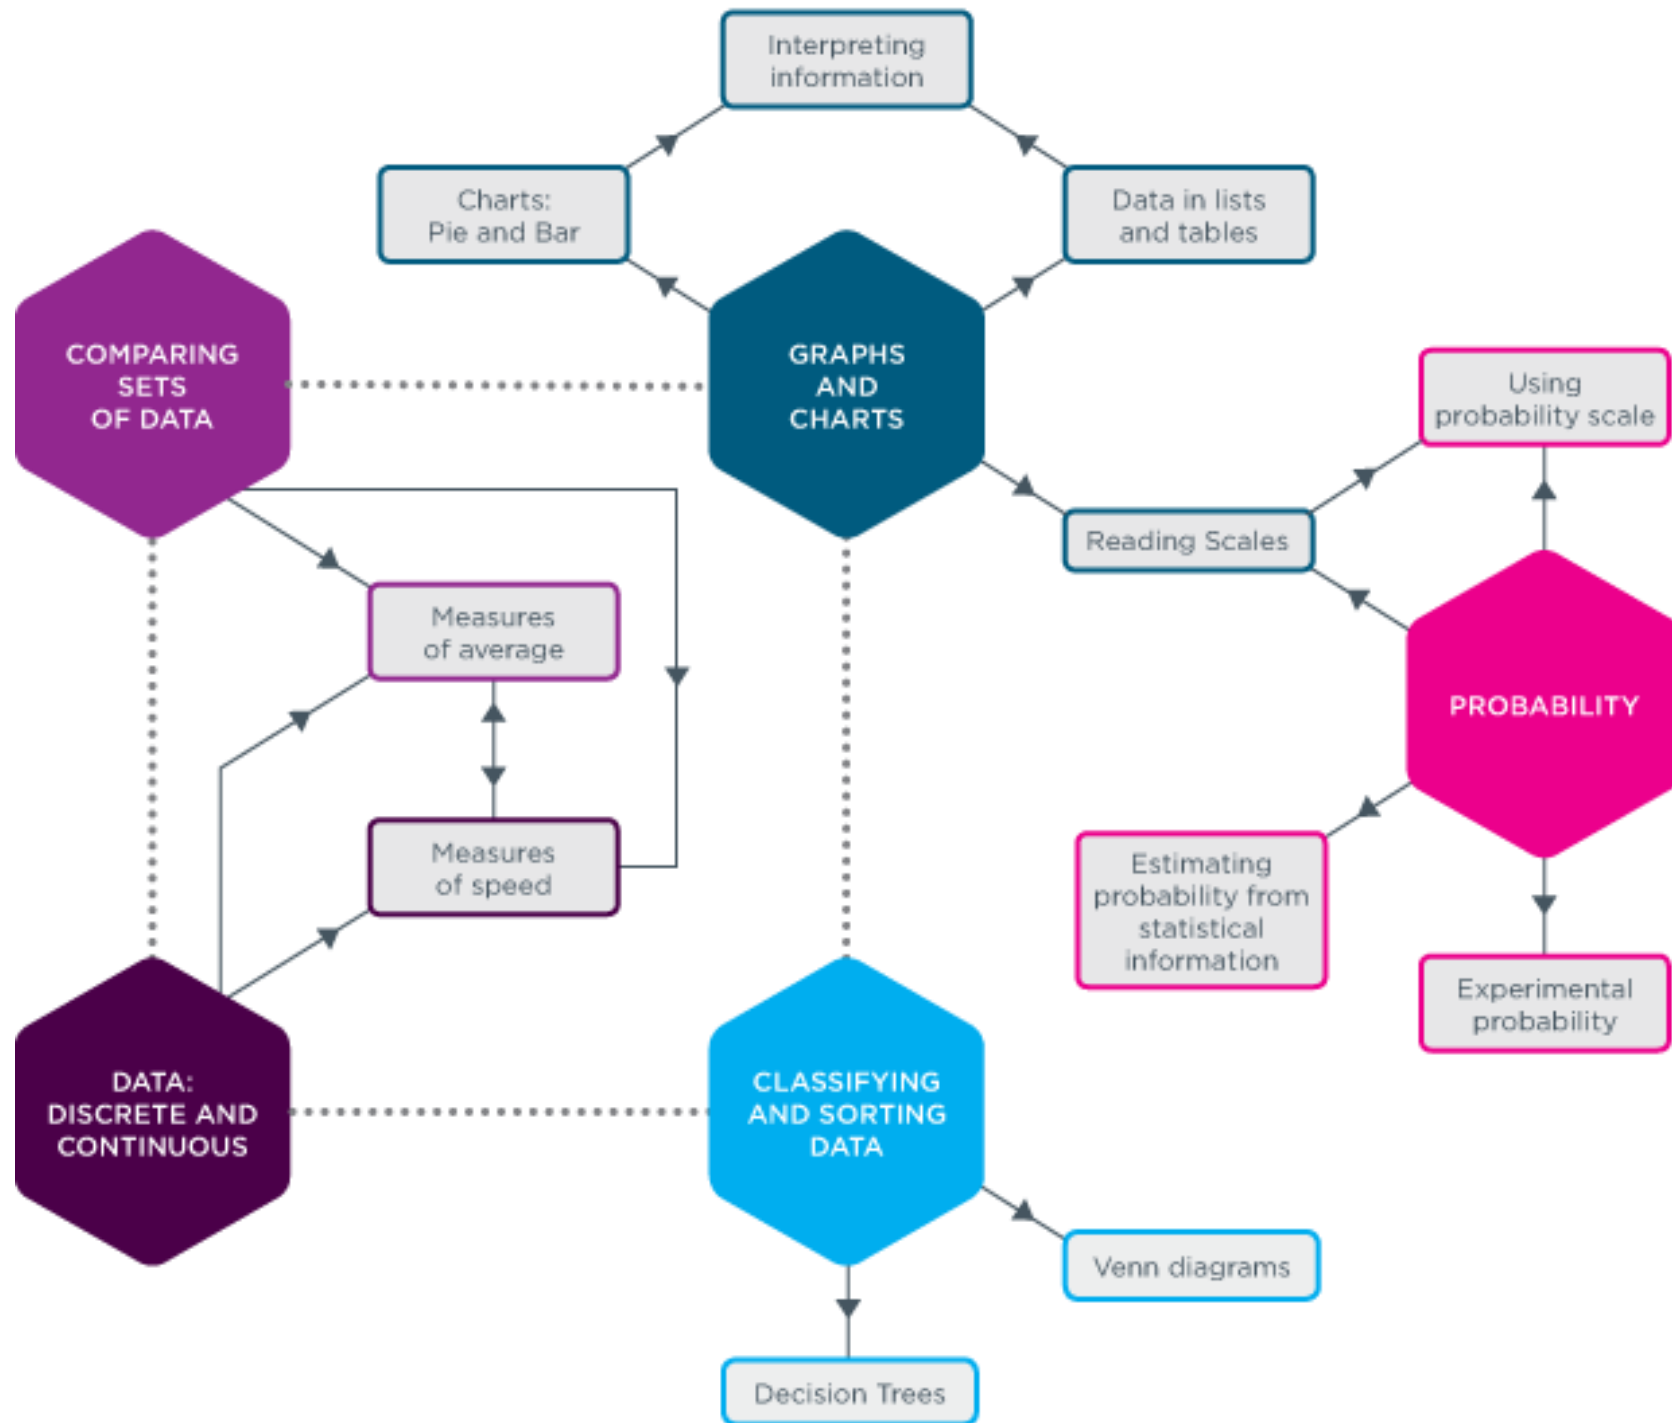 Interpreting
information
Charts:
Pie and Bar
Data in lists
and tables
COMPARING
SETS
OF DATA
GRAPHS
AND
CHARTS
Using
probability scale
Reading Scales
Measures
of average
PROBABILITY
Measures
of speed
Estimating
probability from
statistical
information
Experimental
probability
DATA:
DISCRETE AND
CONTINUOUS
CLASSIFYING
AND SORTING
DATA
Venn diagrams
Decision Trees